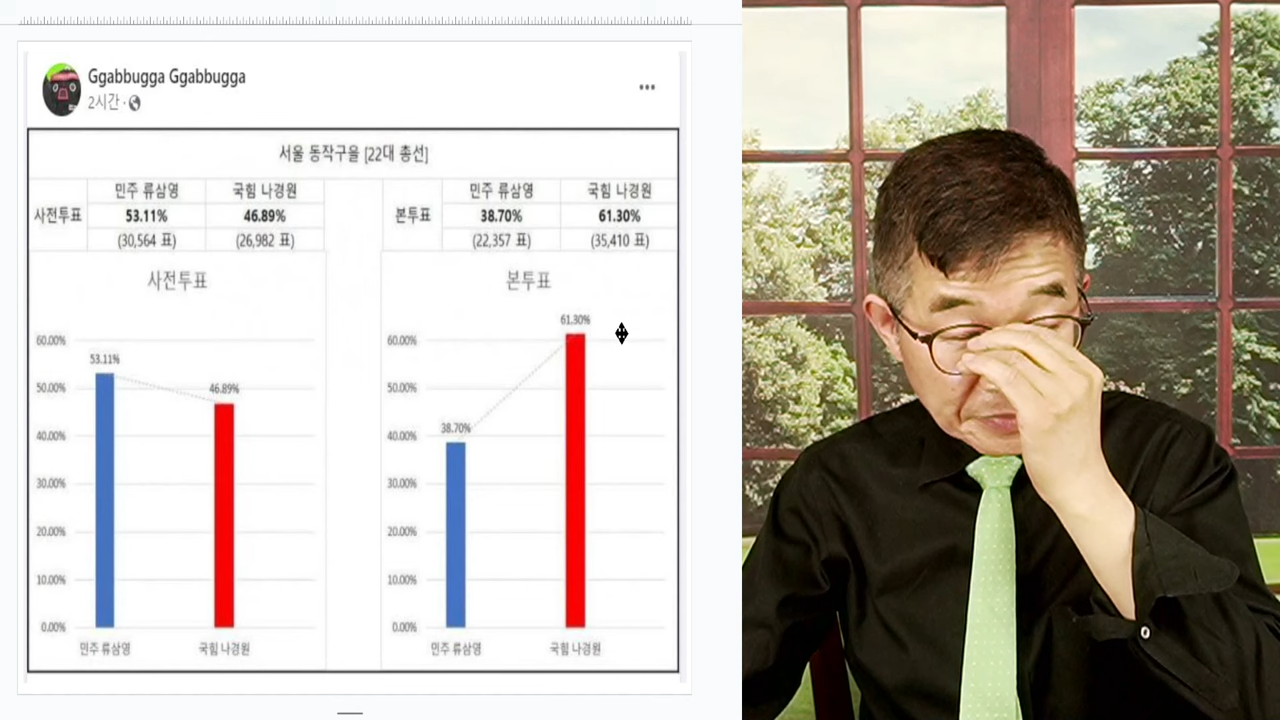 Ggabbugga Ggabbugga
2시간 ·
서울 동작구을 [22대 총선]
민주 류삼영 국힘 나경원 민주 류삼영 국힘 나경원
사전투표 53.11% 46.89% 본투표 38.70% 61.30%
(30,564 표) (26,982 표) (22,357 표) (35,410 표)
사전투표
60.00%
53.11%
50.00%
46.89%
40.00%
30.00%
20.00%
10.00%
0.00%
민주 류삼영 국힘 나경원
본투표
61.30%
60.00%
50.00%
38.70%
40.00%
30.00%
20.00%
10.00%
0.00%
민주 류삼영 국힘 나경원